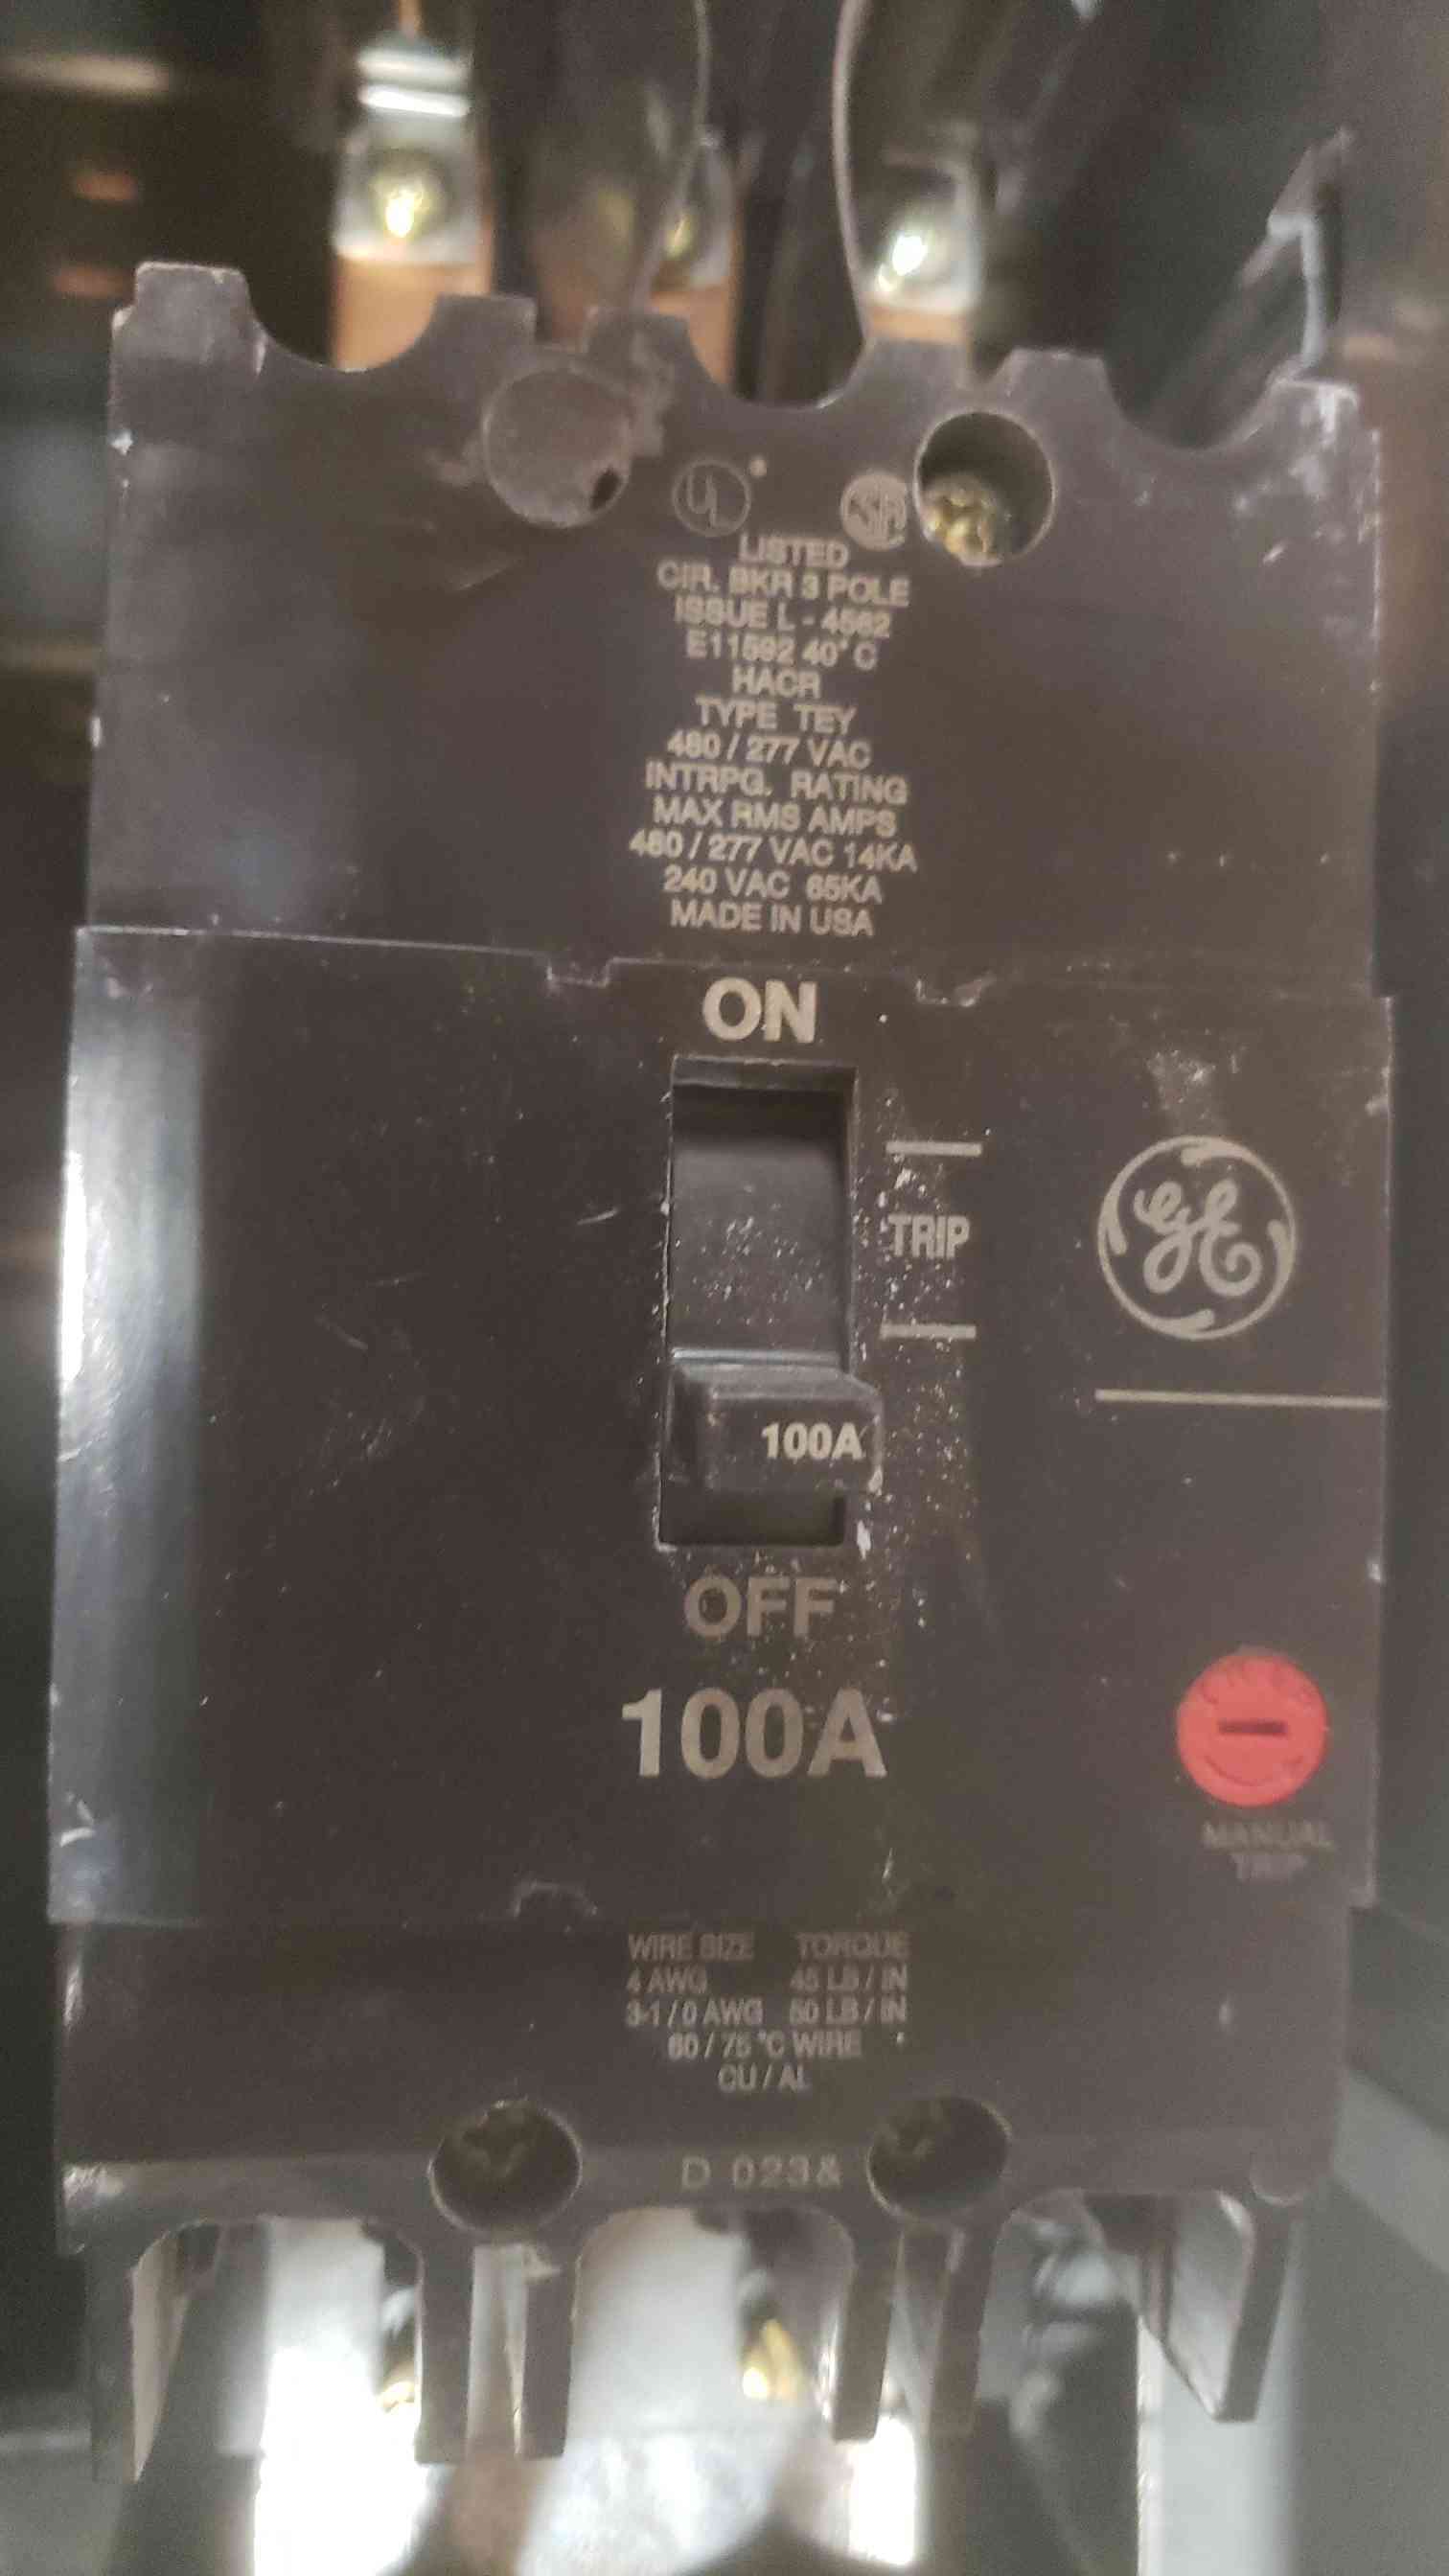 UL
LISTED
CIR. BKR 3 POLE
ISSUE L - 4562
E11592 40° C
HACR
TYPE TEY
480 / 277 VAC
INTRPG. RATING
MAX RMS AMPS
480 / 277 VAC 14KA
240 VAC 65KA
MADE IN USA
ON
TRIP
GE
100A
OFF
100A
MANUAL
TRIP
WIRE SIZE TORQUE
4 AWG 45 LB / IN
3-1 / 0 AWG 50 LB / IN
60 / 75 °C WIRE
CU / AL
D 023&